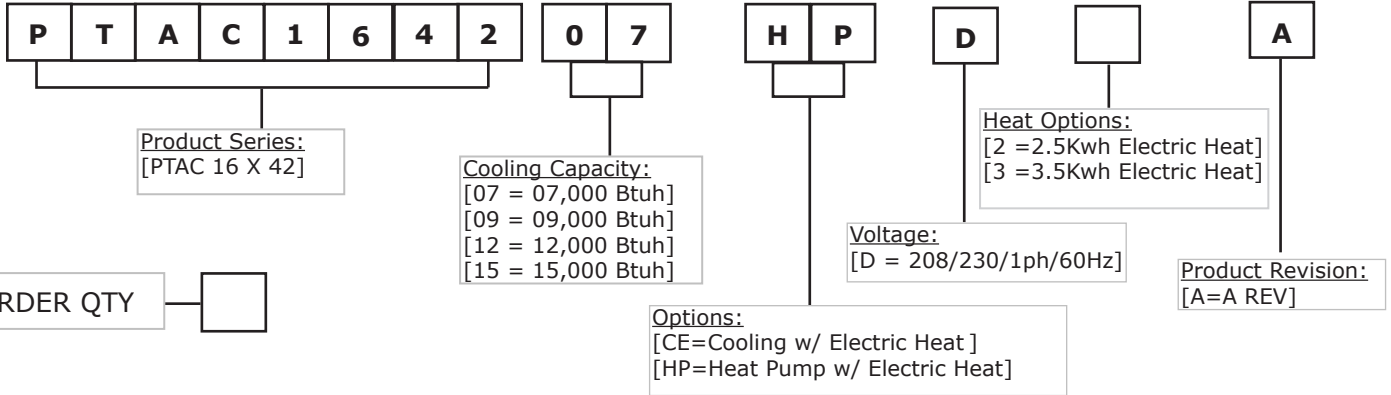 P T A C 1 6 4 2 0 7 H P D A
Product Series:
[PTAC 16 X 42]
Cooling Capacity:
[07 = 07,000 Btuh]
[09 = 09,000 Btuh]
[12 = 12,000 Btuh]
[15 = 15,000 Btuh]
Heat Options:
[2 =2.5Kwh Electric Heat]
[3 =3.5Kwh Electric Heat]
Voltage:
[D = 208/230/1ph/60Hz]
Product Revision:
[A=A REV]
RDER QTY
Options:
[CE=Cooling w/ Electric Heat ]
[HP=Heat Pump w/ Electric Heat]